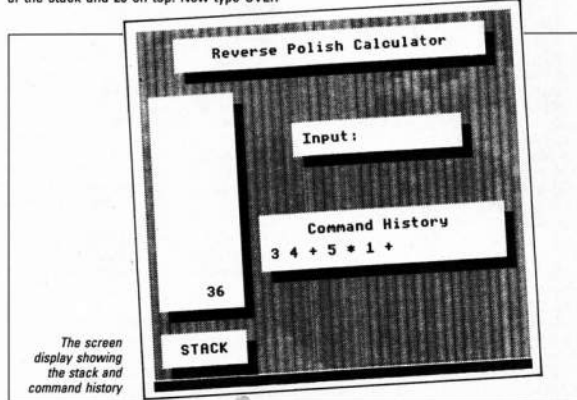 of the stack and 20 on top. Now type OVER
Reverse Polish Calculator
Input:
Command History
3 4 + 5 * 1 +
36
STACK
The screen
display showing
the stack and
command history